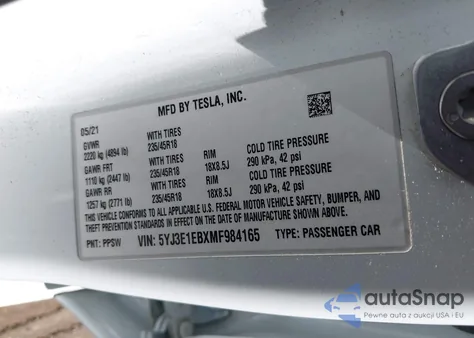 MFD BY TESLA, INC.
05/21
GVWR WITH TIRES
2220 kg (4894 lb) 235/45R18
GAWR FRT WITH TIRES RIM COLD TIRE PRESSURE
1110 kg (2447 lb) 235/45R18 18X8.5J 290 kPa, 42 psi
GAWR RR WITH TIRES RIM COLD TIRE PRESSURE
1257 kg (2771 lb) 235/45R18 18X8.5J 290 kPa, 42 psi
THIS VEHICLE CONFORMS TO ALL APPLICABLE U.S. FEDERAL MOTOR VEHICLE SAFETY, BUMPER, AND
THEFT PREVENTION STANDARDS IN EFFECT ON THE DATE OF MANUFACTURE SHOWN ABOVE.
PNT: PPSW VIN: 5YJ3E1EBXMF984165 TYPE: PASSENGER CAR
autoSnap
Pewne auta z aukcji USA i EU